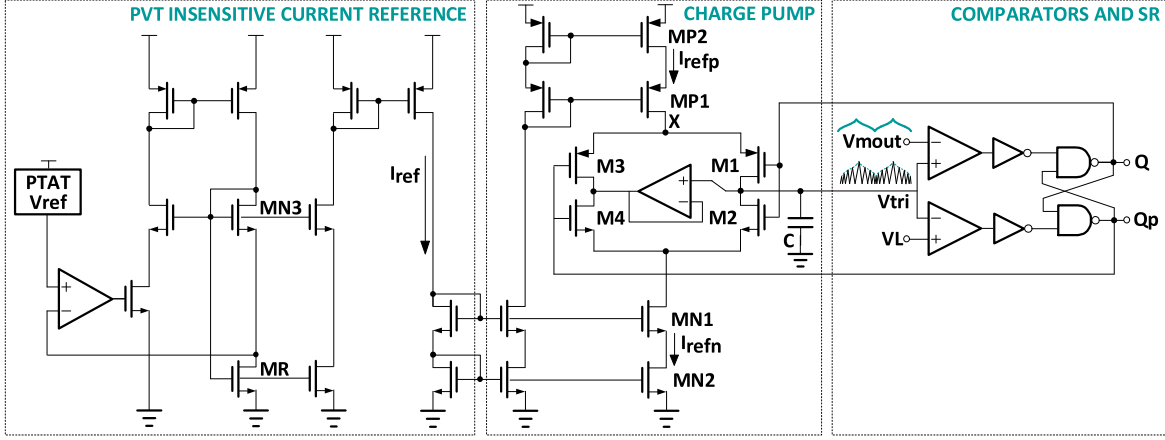 PVT INSENSITIVE CURRENT REFERENCE
CHARGE PUMP
COMPARATORS AND SR
MP2
Irefp
MP1
X
Vmout
Q
M3
M1
PTAT
Vref
Iref
+
−
MN3
M4
M2
Vtri
C
VL
Qp
−
+
−
+
+
−
MN1
Irefn
MR
MN2